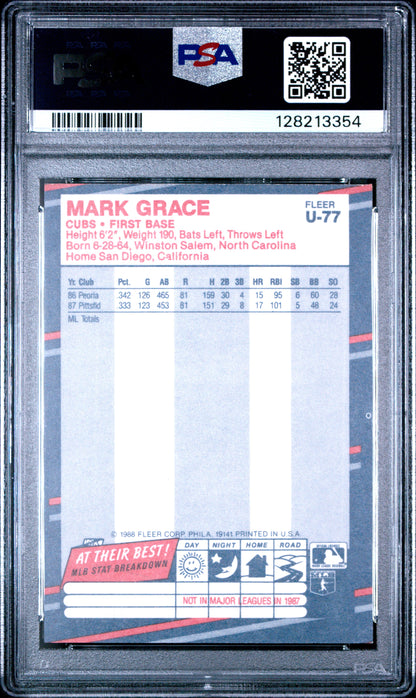 PSA
PSA
128213354
MARK GRACE
FLEER
U-77
CUBS • FIRST BASE
Height 6'2", Weight 190, Bats Left, Throws Left
Born 6-28-64, Winston Salem, North Carolina
Home San Diego, California
Yr. Club Pct. G AB R H 2B 3B HR RBI SB BB SO
86 Peoria .342 126 465 81 159 30 4 15 95 6 60 28
87 Pittsfld .333 123 453 81 151 29 8 17 101 5 48 24
ML Totals
© 1988 FLEER CORP. PHILA. 19141 PRINTED IN U.S.A.
AT THEIR BEST!
MLB STAT BREAKDOWN
DAY NIGHT HOME ROAD
NOT IN MAJOR LEAGUES IN 1987
PSA